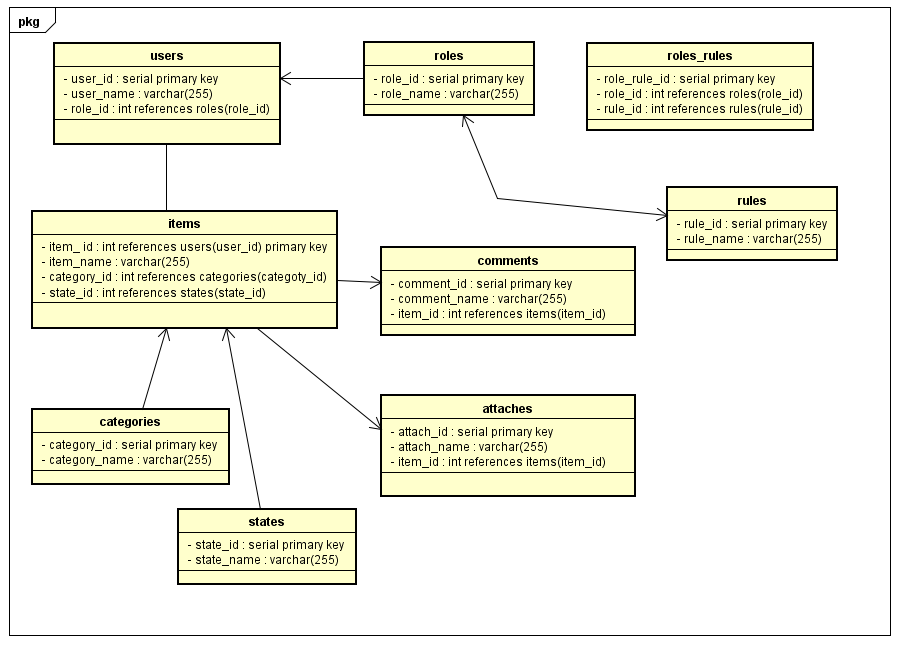 pkg
users
- user_id : serial primary key
- user_name : varchar(255)
- role_id : int references roles(role_id)
roles
- role_id : serial primary key
- role_name : varchar(255)
roles_rules
- role_rule_id : serial primary key
- role_id : int references roles(role_id)
- rule_id : int references rules(rule_id)
rules
- rule_id : serial primary key
- rule_name : varchar(255)
items
- item_id : int references users(user_id) primary key
- item_name : varchar(255)
- category_id : int references categories(categoty_id)
- state_id : int references states(state_id)
comments
- comment_id : serial primary key
- comment_name : varchar(255)
- item_id : int references items(item_id)
categories
- category_id : serial primary key
- category_name : varchar(255)
attaches
- attach_id : serial primary key
- attach_name : varchar(255)
- item_id : int references items(item_id)
states
- state_id : serial primary key
- state_name : varchar(255)